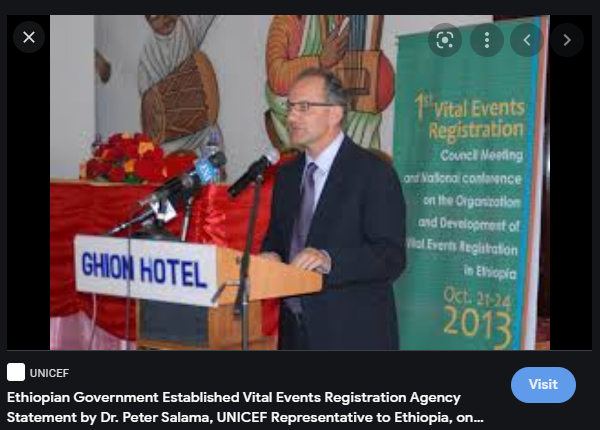 1st Vital Events
Registration
Council Meeting
and National conference
on the Organization
and Development of
Vital Events Registration
in Ethiopia
Oct. 21-24
2013
GHION HOTEL
UNICEF
Visit
Ethiopian Government Established Vital Events Registration Agency
Statement by Dr. Peter Salama, UNICEF Representative to Ethiopia, on...